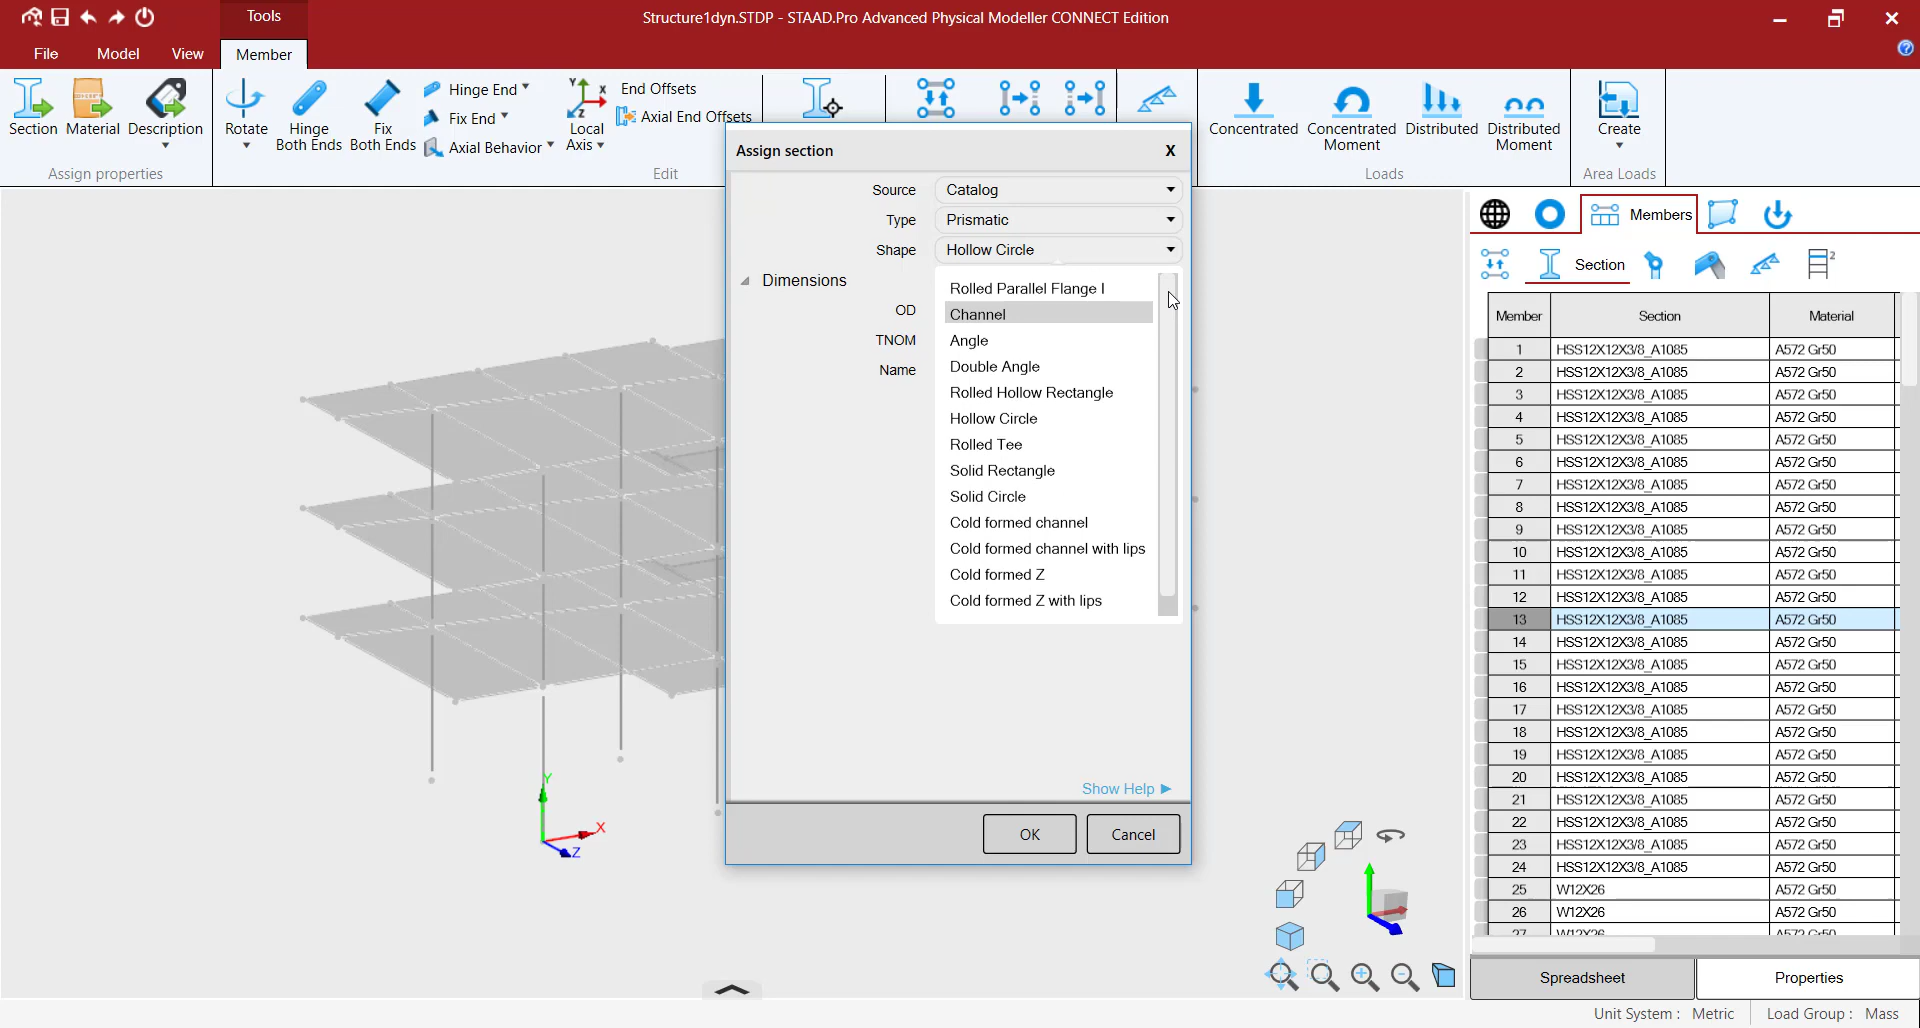 Tools
Structure1dyn.STDP - STAAD.Pro Advanced Physical Modeller CONNECT Edition
File Model View Member
Section Material Description
Assign properties
Rotate
Hinge Both Ends
Fix Both Ends
Hinge End
Fix End
Axial Behavior
Y X Z
Local Axis
End Offsets
Axial End Offsets
Edit
Concentrated
Concentrated Moment
Distributed
Distributed Moment
Loads
Create
Area Loads
Assign section X
Source Catalog
Type Prismatic
Shape Hollow Circle
Dimensions
OD
TNOM
Name
Rolled Parallel Flange I
Channel
Angle
Double Angle
Rolled Hollow Rectangle
Hollow Circle
Rolled Tee
Solid Rectangle
Solid Circle
Cold formed channel
Cold formed channel with lips
Cold formed Z
Cold formed Z with lips
Show Help
OK Cancel
Y
X
Z
Members
Section
2
Member Section Material
1 HSS12X12X3/8_A1085 A572 Gr50
2 HSS12X12X3/8_A1085 A572 Gr50
3 HSS12X12X3/8_A1085 A572 Gr50
4 HSS12X12X3/8_A1085 A572 Gr50
5 HSS12X12X3/8_A1085 A572 Gr50
6 HSS12X12X3/8_A1085 A572 Gr50
7 HSS12X12X3/8_A1085 A572 Gr50
8 HSS12X12X3/8_A1085 A572 Gr50
9 HSS12X12X3/8_A1085 A572 Gr50
10 HSS12X12X3/8_A1085 A572 Gr50
11 HSS12X12X3/8_A1085 A572 Gr50
12 HSS12X12X3/8_A1085 A572 Gr50
13 HSS12X12X3/8_A1085 A572 Gr50
14 HSS12X12X3/8_A1085 A572 Gr50
15 HSS12X12X3/8_A1085 A572 Gr50
16 HSS12X12X3/8_A1085 A572 Gr50
17 HSS12X12X3/8_A1085 A572 Gr50
18 HSS12X12X3/8_A1085 A572 Gr50
19 HSS12X12X3/8_A1085 A572 Gr50
20 HSS12X12X3/8_A1085 A572 Gr50
21 HSS12X12X3/8_A1085 A572 Gr50
22 HSS12X12X3/8_A1085 A572 Gr50
23 HSS12X12X3/8_A1085 A572 Gr50
24 HSS12X12X3/8_A1085 A572 Gr50
25 W12X26 A572 Gr50
26 W12X26 A572 Gr50
27 W12X26 A572 Gr50
Spreadsheet Properties
Unit System : Metric Load Group : Mass